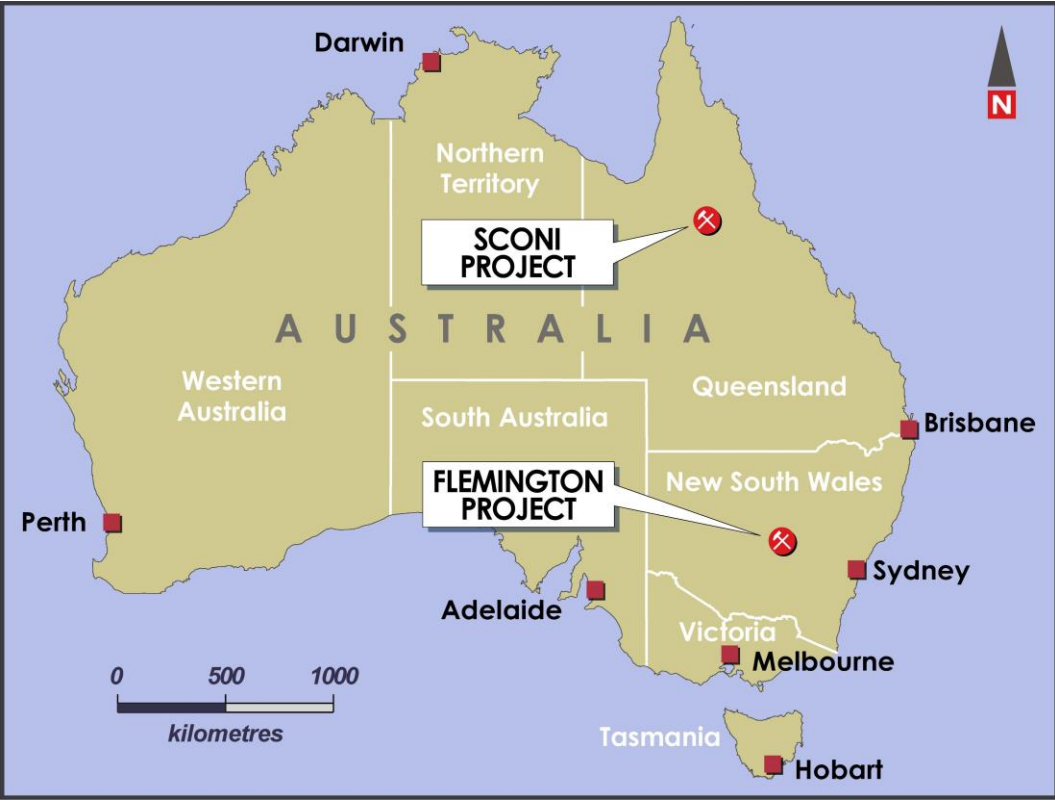 Darwin
N
Northern
Territory
SCONI
PROJECT
AUSTRALIA
Western
Australia
Queensland
South Australia
Brisbane
FLEMINGTON
PROJECT
New South Wales
Perth
Sydney
Adelaide
Victoria
Melbourne
0 500 1000
kilometres
Tasmania
Hobart